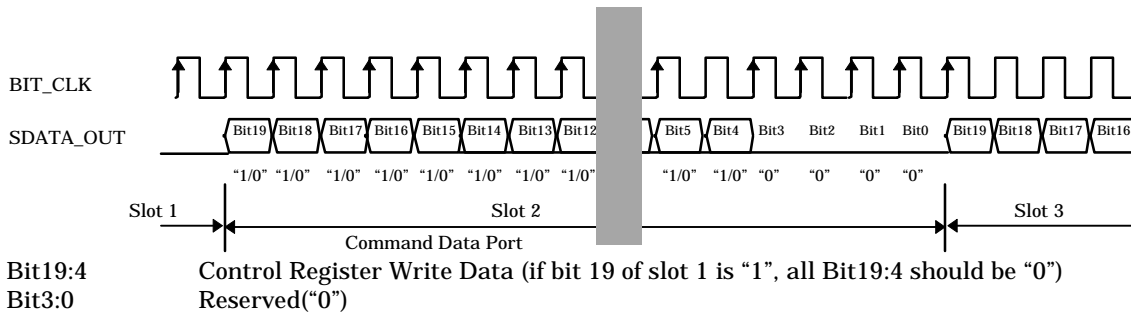 BIT_CLK
SDATA_OUT
Bit19 Bit18 Bit17 Bit16 Bit15 Bit14 Bit13 Bit12 Bit5 Bit4 Bit3 Bit2 Bit1 Bit0 Bit19 Bit18 Bit17 Bit16
“1/0” “1/0” “1/0” “1/0” “1/0” “1/0” “1/0” “1/0” “1/0” “1/0” “0” “0” “0” “0”
Slot 1 Slot 2 Slot 3
Command Data Port
Bit19:4 Control Register Write Data (if bit 19 of slot 1 is “1”, all Bit19:4 should be “0”)
Bit3:0 Reserved(“0”)